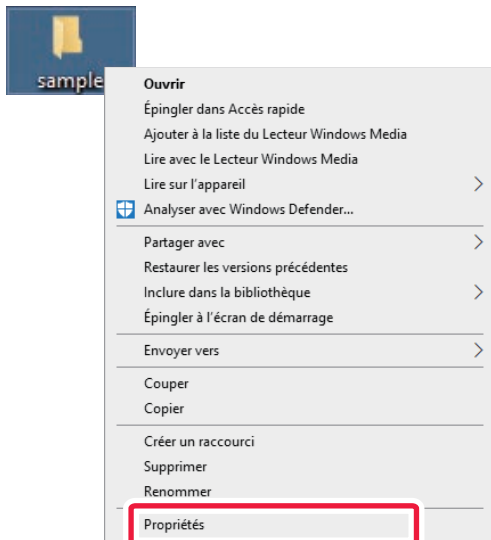 sample
Ouvrir
Épingler dans Accès rapide
Ajouter à la liste du Lecteur Windows Media
Lire avec le Lecteur Windows Media
Lire sur l'appareil
Analyser avec Windows Defender...
Partager avec
Restaurer les versions précédentes
Inclure dans la bibliothèque
Épingler à l'écran de démarrage
Envoyer vers
Couper
Copier
Créer un raccourci
Supprimer
Renommer
Propriétés